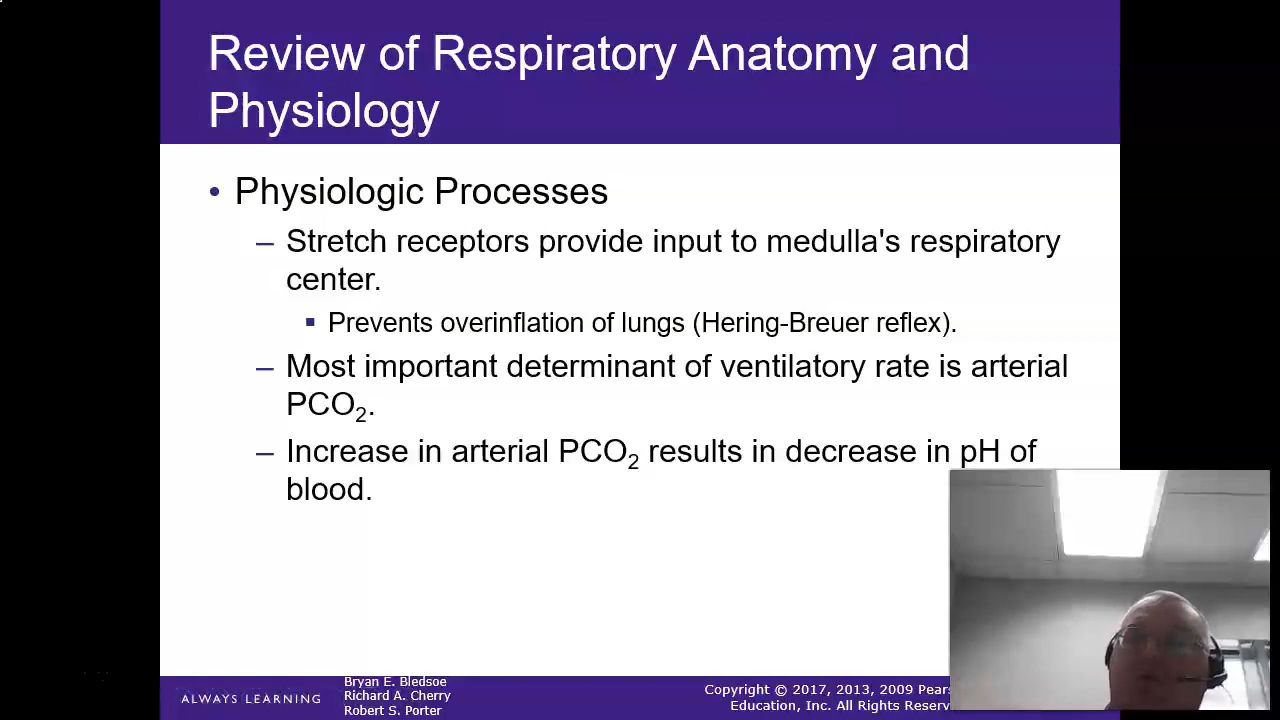 Review of Respiratory Anatomy and
Physiology
• Physiologic Processes
– Stretch receptors provide input to medulla's respiratory
center.
▪ Prevents overinflation of lungs (Hering-Breuer reflex).
– Most important determinant of ventilatory rate is arterial
PCO₂.
– Increase in arterial PCO₂ results in decrease in pH of
blood.
ALWAYS LEARNING
Bryan E. Bledsoe
Richard A. Cherry
Robert S. Porter
Copyright © 2017, 2013, 2009
Education, Inc. All Rights